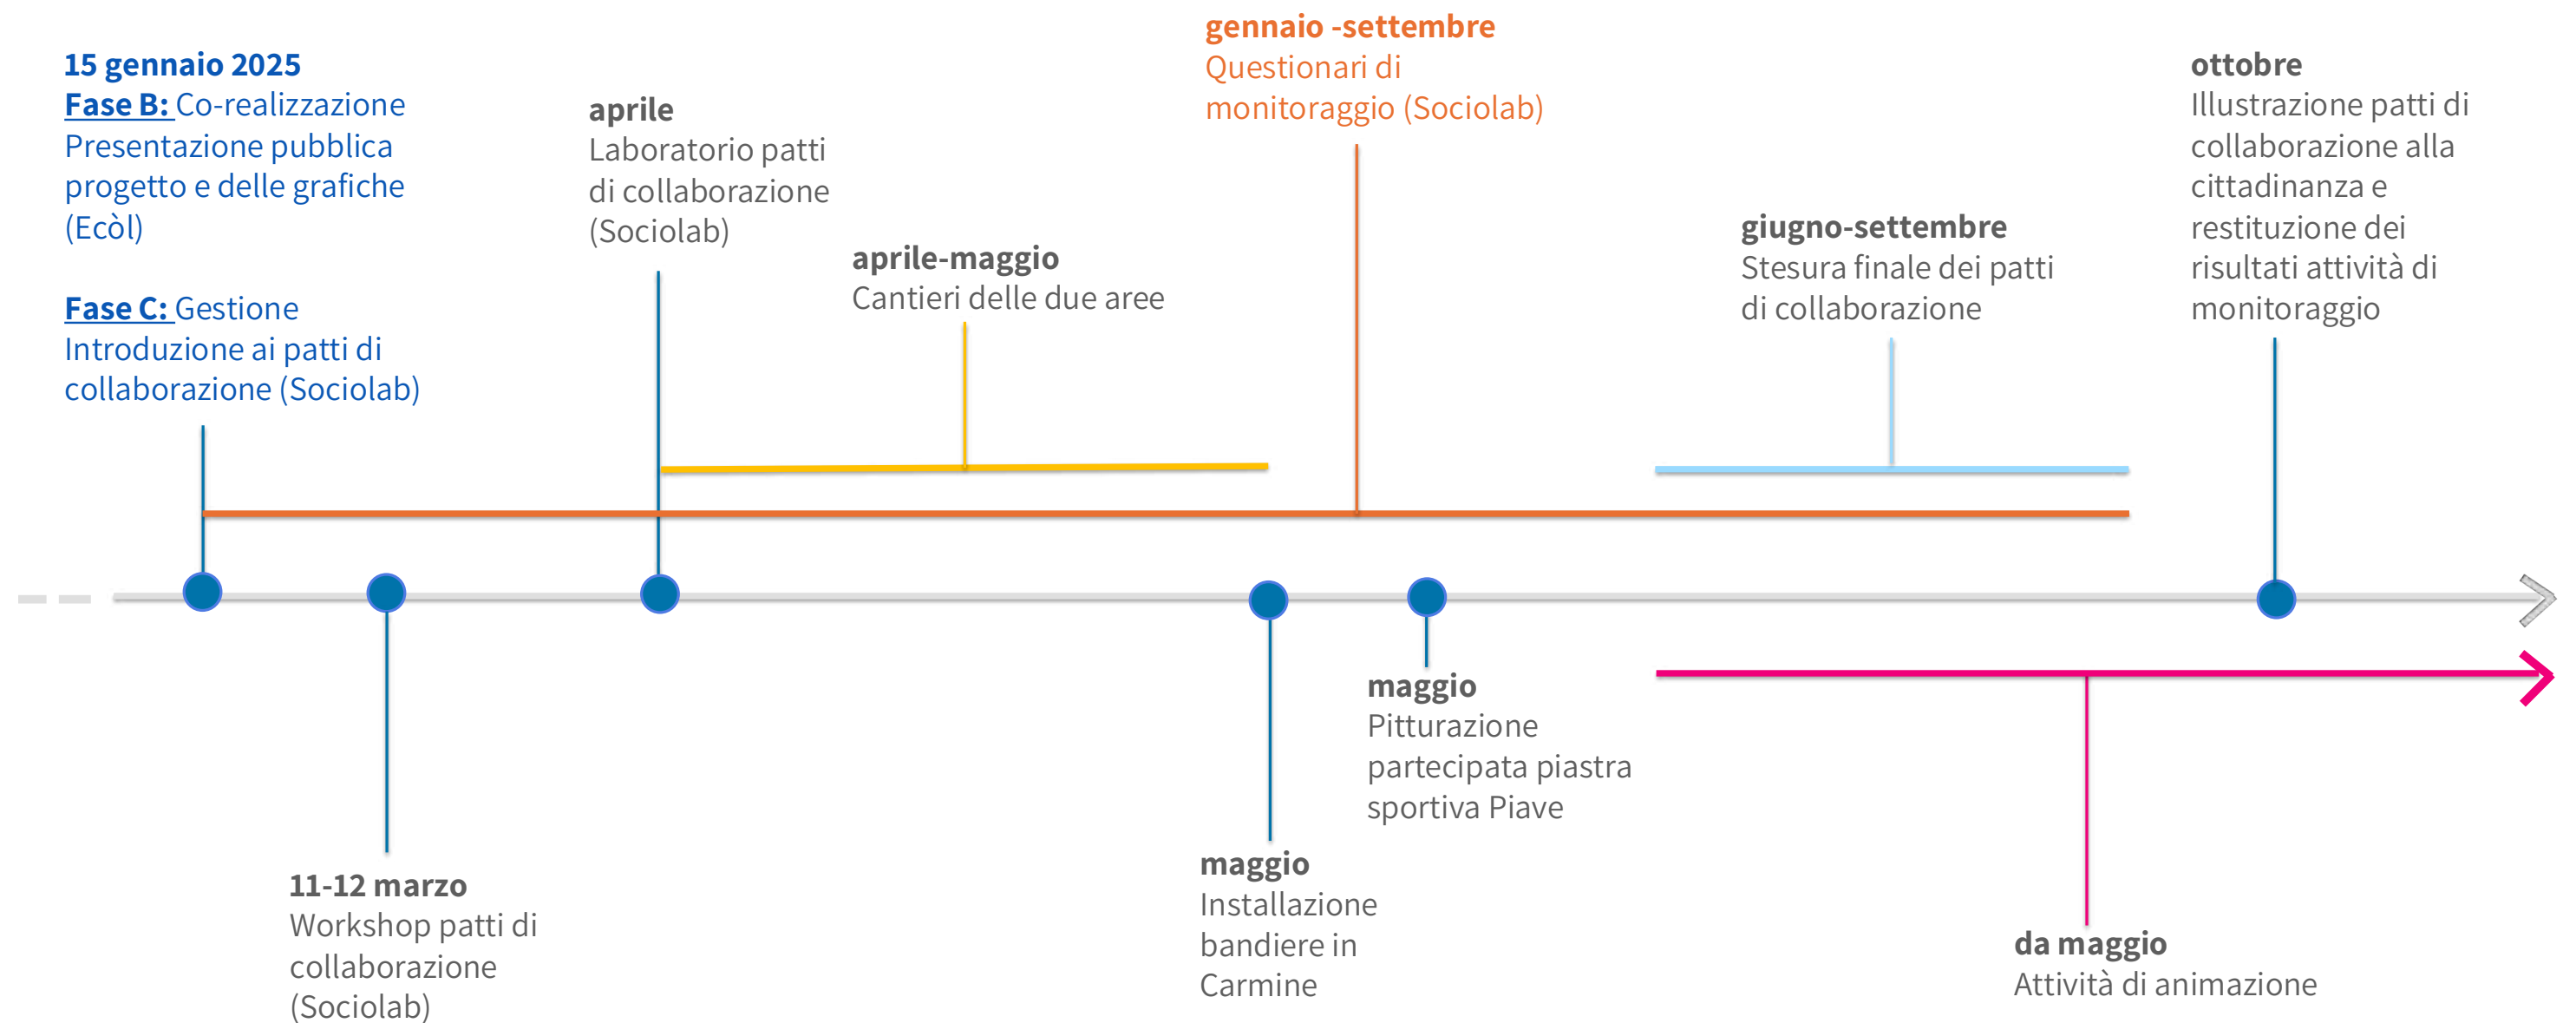 15 gennaio 2025
Fase B: Co-realizzazione
Presentazione pubblica
progetto e delle grafiche
(Ecòl)
Fase C: Gestione
Introduzione ai patti di
collaborazione (Sociolab)
aprile
Laboratorio patti
di collaborazione
(Sociolab)
aprile-maggio
Cantieri delle due aree
gennaio -settembre
Questionari di
monitoraggio (Sociolab)
giugno-settembre
Stesura finale dei patti
di collaborazione
ottobre
Illustrazione patti di
collaborazione alla
cittadinanza e
restituzione dei
risultati attività di
monitoraggio
11-12 marzo
Workshop patti di
collaborazione
(Sociolab)
maggio
Installazione
bandiere in
Carmine
maggio
Pitturazione
partecipata piastra
sportiva Piave
da maggio
Attività di animazione